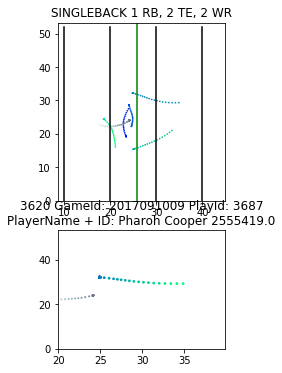 SINGLEBACK 1 RB, 2 TE, 2 WR
50
40
30
20
10
0
10 20 30 40
3620 GameId: 2017091009 PlayId: 3687
PlayerName + ID: Pharoh Cooper 2555419.0
40
20
0
20 25 30 35